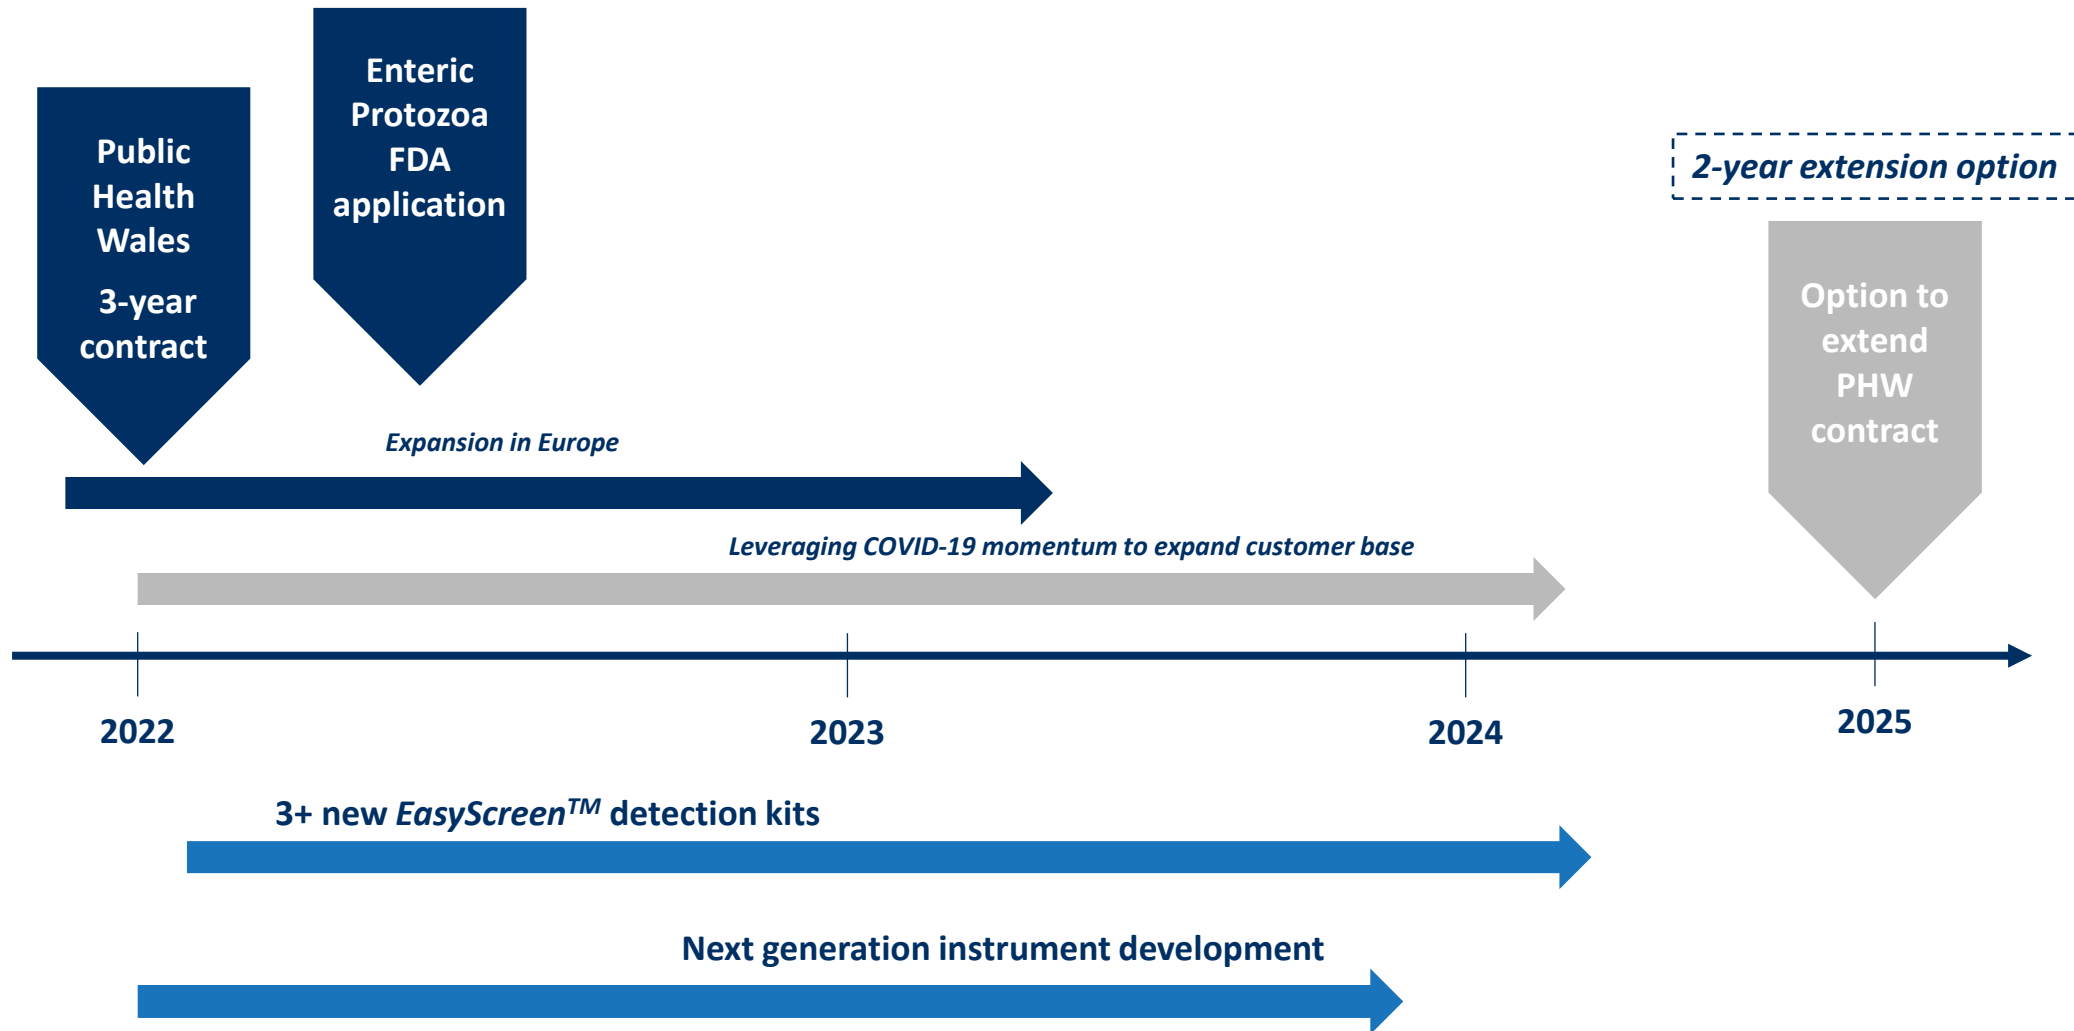 Public
Health
Wales
3-year
contract
Enteric
Protozoa
FDA
application
2-year extension option
Option to
extend
PHW
contract
Expansion in Europe
Leveraging COVID-19 momentum to expand customer base
2022
2023
2024
2025
3+ new EasyScreenTM detection kits
Next generation instrument development